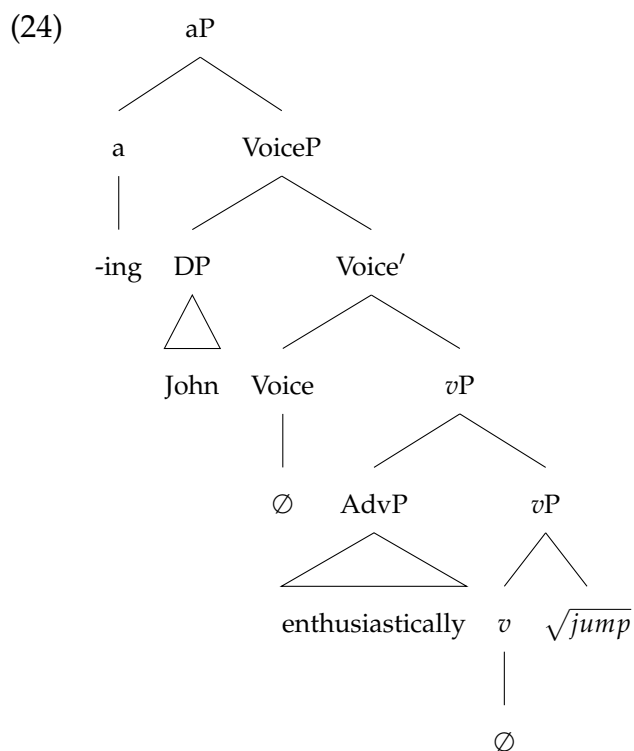 (24) aP
a VoiceP
-ing DP Voice′
John Voice vP
∅ AdvP vP
enthusiastically v √jump
∅